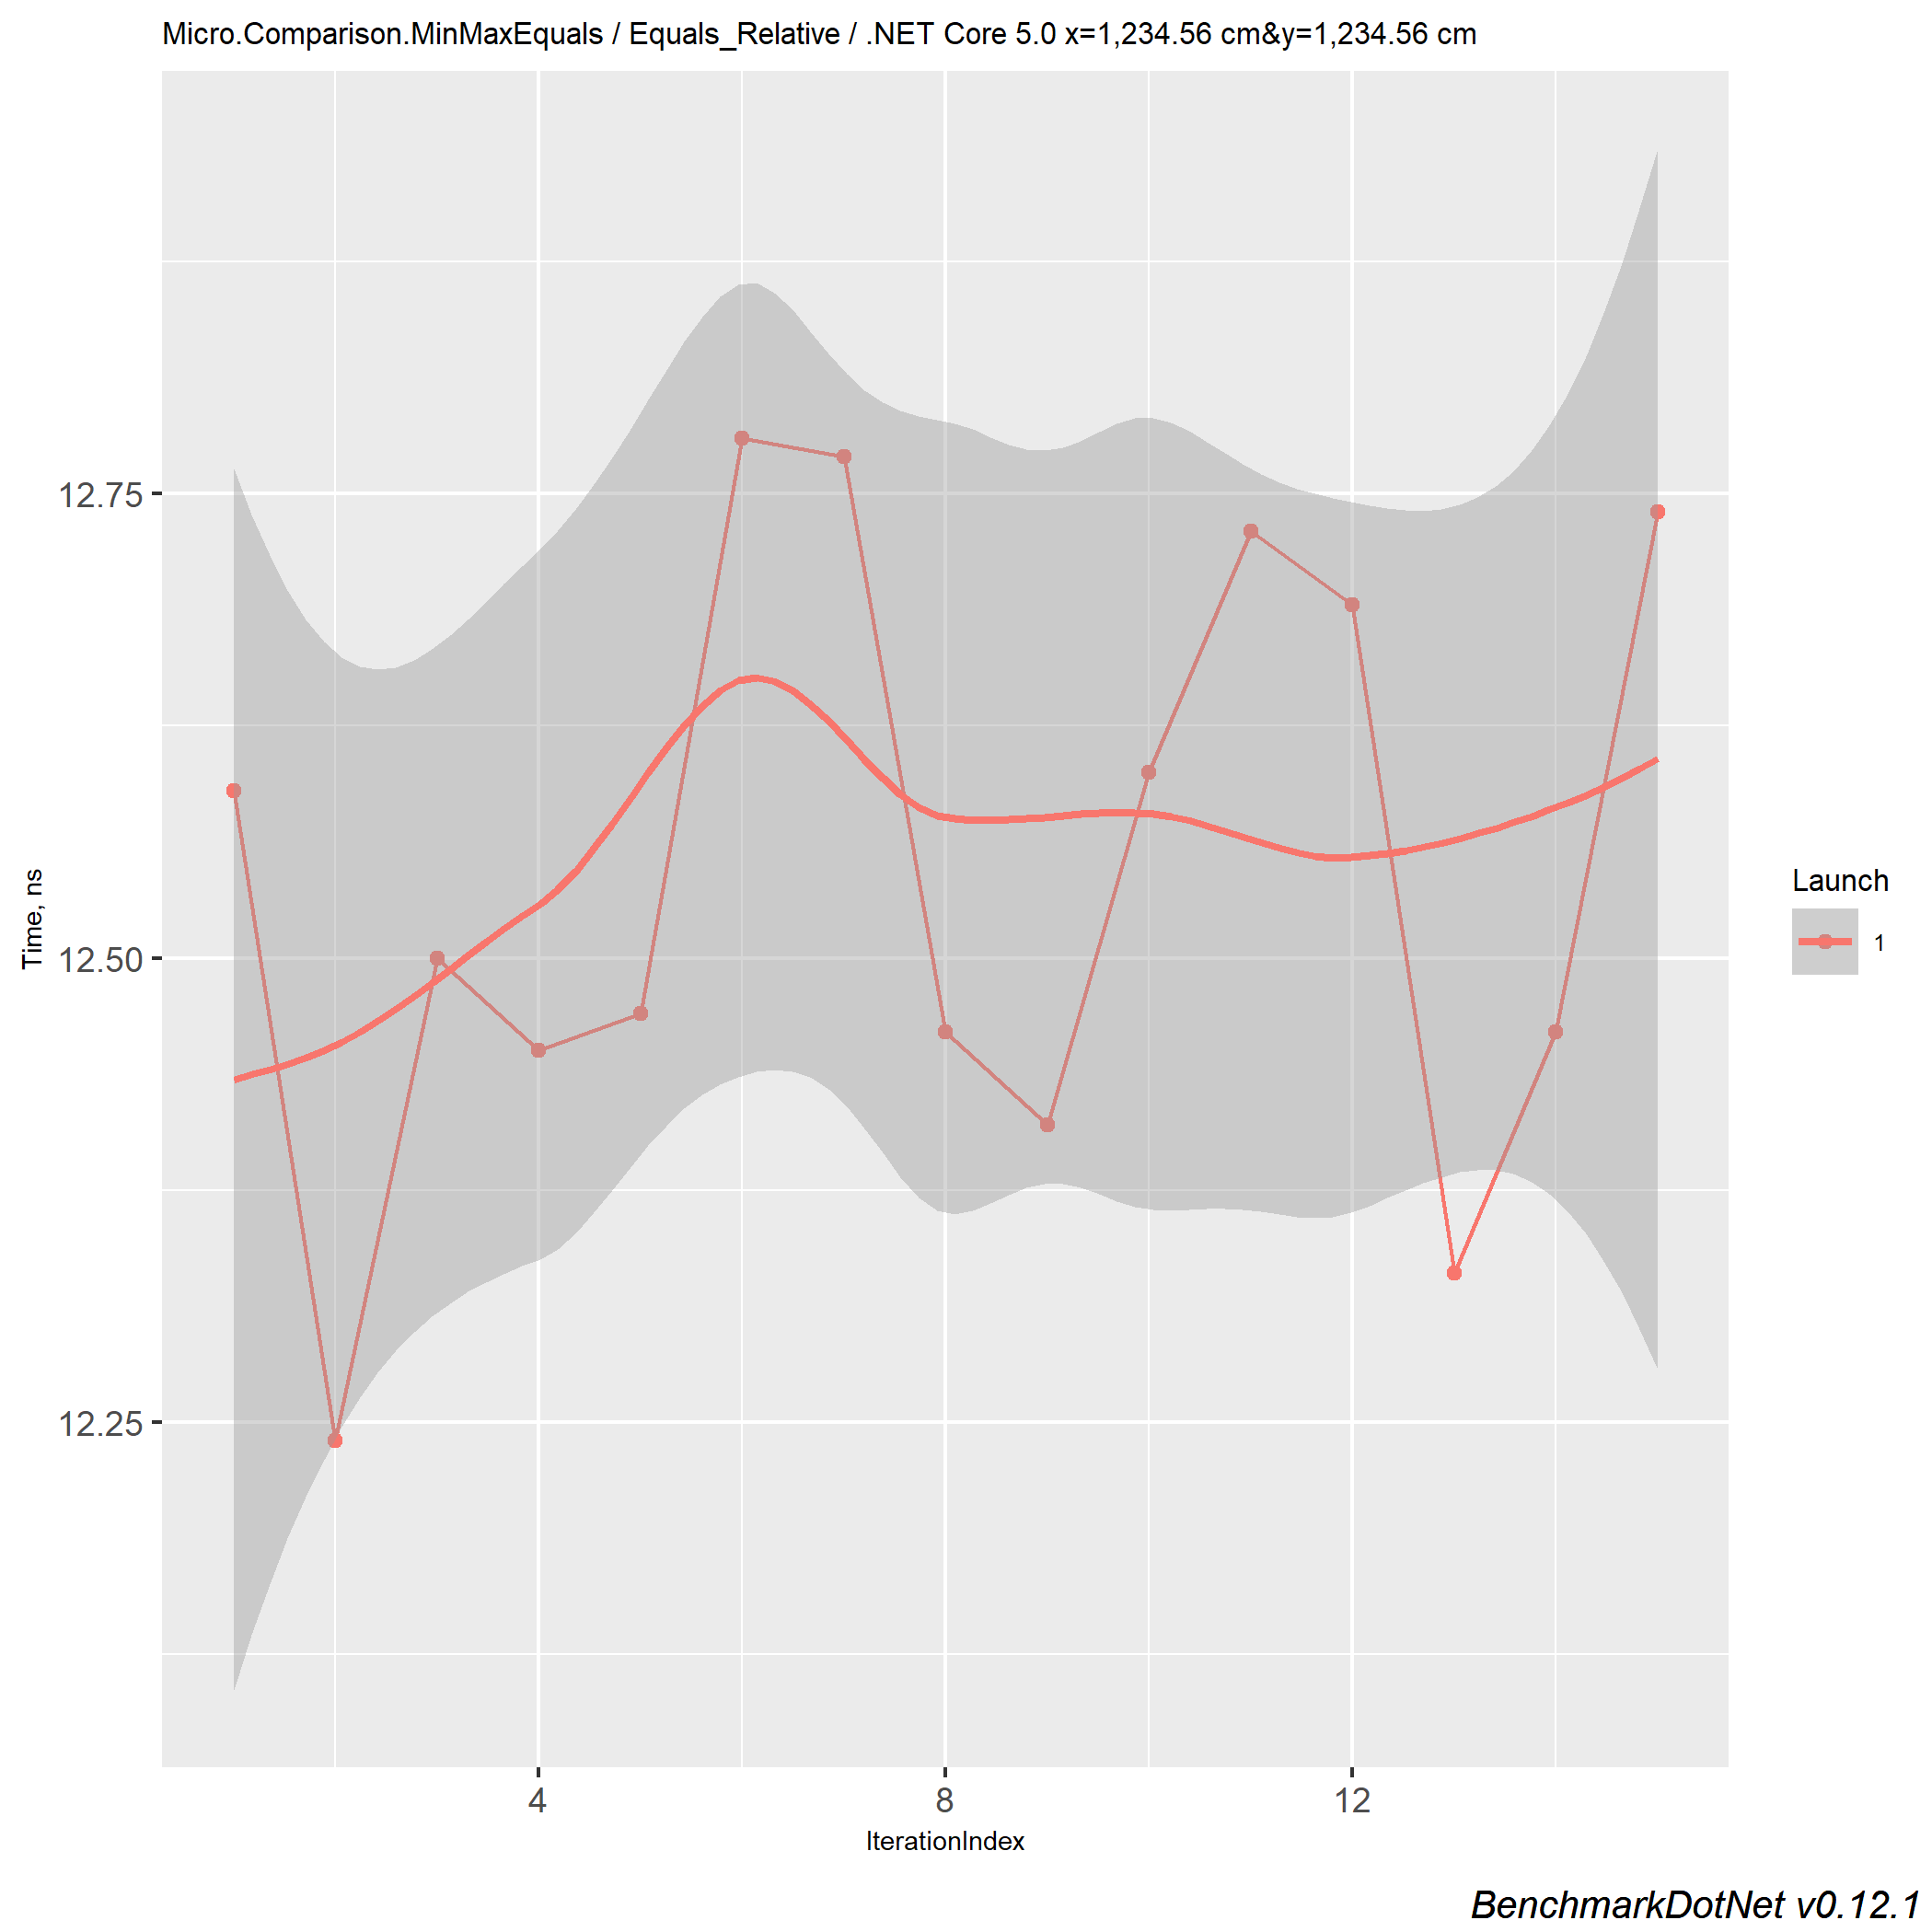 Micro.Comparison.MinMaxEquals / Equals_Relative / .NET Core 5.0 x=1,234.56 cm&y=1,234.56 cm
12.75
12.50
12.25
Time, ns
4
8
12
IterationIndex
Launch
1
BenchmarkDotNet v0.12.1